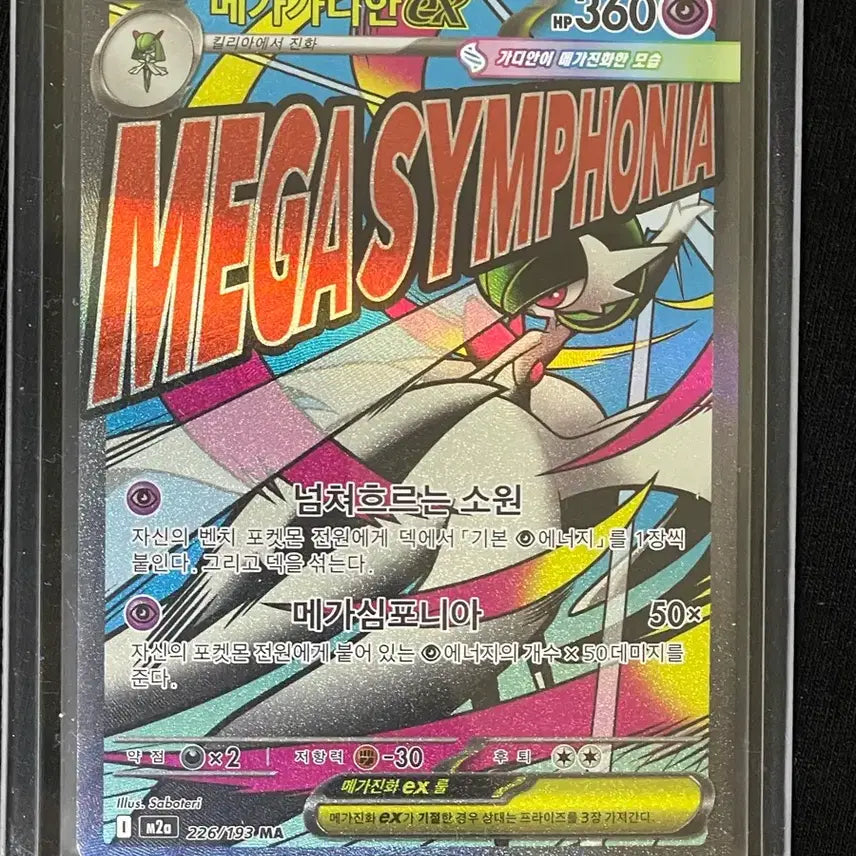 메가가디안 ex HP 360
킬리아에서 진화
가디안이 메가진화한 모습
MEGA SYMPHONIA
넘쳐흐르는 소원
자신의 벤치 포켓몬 전원에게 덱에서 「기본 에너지」를 1장씩
붙인다. 그리고 덱을 섞는다.
메가심포니아 50×
자신의 포켓몬 전원에게 붙어 있는 에너지의 개수 × 50데미지를
준다.
약점 ×2 저항력 -30 후퇴
메가진화 ex 룰
메가진화 ex가 기절한 경우 상대는 프라이즈를 3장 가져간다.
Illus. Saboteri
I M2a 226/193 MA